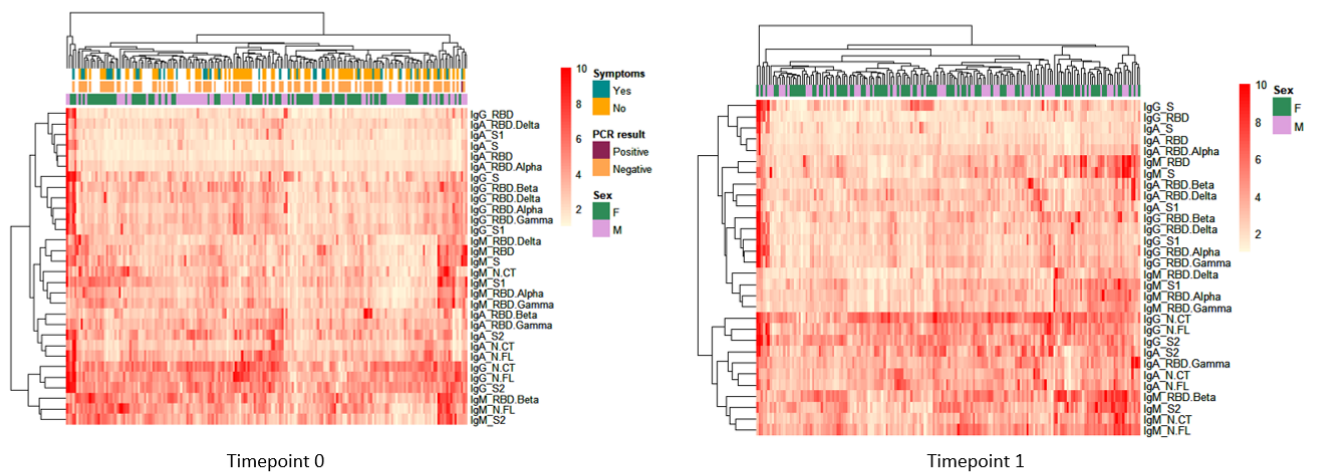 10
8
6
4
2
Symptoms
Yes
No
PCR result
Positive
Negative
Sex
F
M
IgG_RBD
IgA_RBD.Delta
IgA_S1
IgA_S
IgA_RBD
IgA_RBD.Alpha
IgG_S
IgG_RBD.Beta
IgG_RBD.Delta
IgG_RBD.Alpha
IgG_RBD.Gamma
IgG_S1
IgM_RBD.Delta
IgM_RBD
IgM_S
IgM_N.CT
IgM_S1
IgM_RBD.Alpha
IgM_RBD.Gamma
IgA_RBD.Beta
IgA_RBD.Gamma
IgA_S2
IgA_N.CT
IgA_N.FL
IgG_N.CT
IgG_N.FL
IgG_S2
IgM_RBD.Beta
IgM_N.FL
IgM_S2
Timepoint 0
10
8
6
4
2
Sex
F
M
IgG_S
IgG_RBD
IgA_S
IgA_RBD
IgA_RBD.Alpha
IgM_RBD
IgM_S
IgA_RBD.Beta
IgA_RBD.Delta
IgA_S1
IgG_RBD.Beta
IgG_RBD.Delta
IgG_S1
IgG_RBD.Alpha
IgG_RBD.Gamma
IgM_RBD.Delta
IgM_S1
IgM_RBD.Alpha
IgM_RBD.Gamma
IgG_N.CT
IgG_N.FL
IgG_S2
IgA_S2
IgA_RBD.Gamma
IgA_N.CT
IgA_N.FL
IgM_RBD.Beta
IgM_S2
IgM_N.CT
IgM_N.FL
Timepoint 1